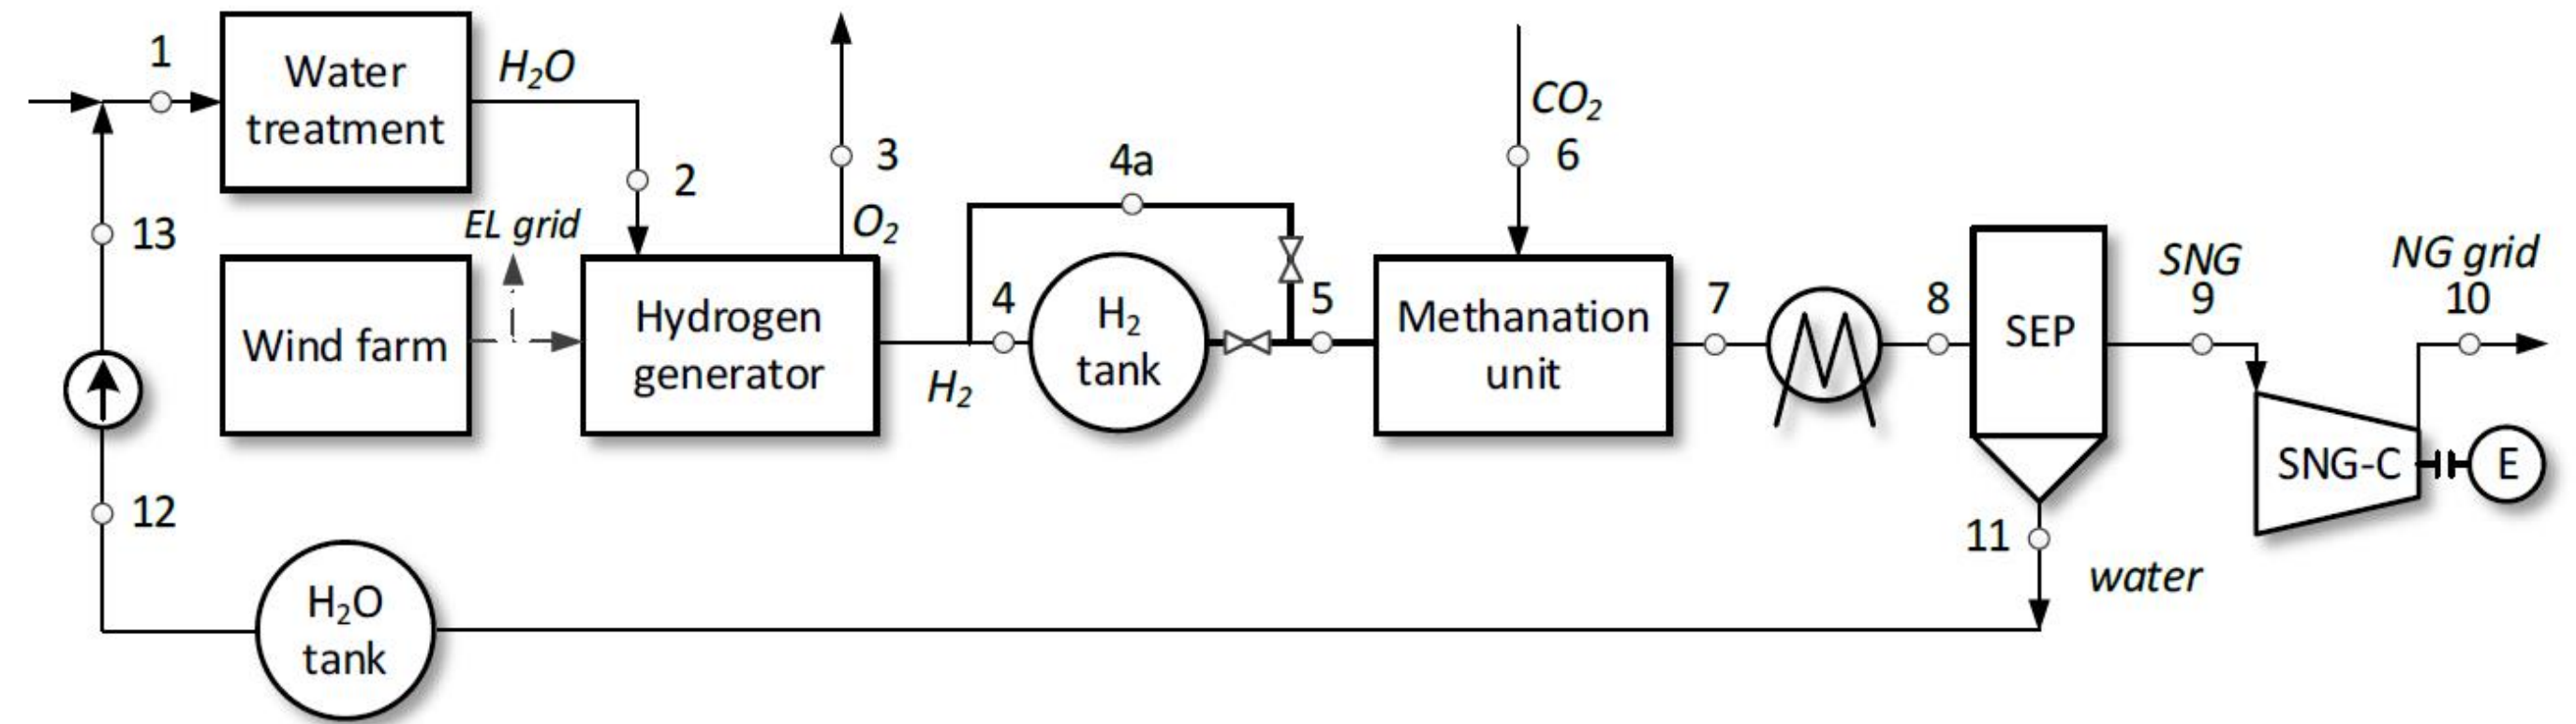 1
Water
treatment
H₂O
2
3
O₂
4a
CO₂
6
13
EL grid
Wind farm
Hydrogen
generator
4
H₂
H₂
tank
5
Methanation
unit
7
8
SEP
SNG
9
NG grid
10
SNG-C
E
12
11
water
H₂O
tank